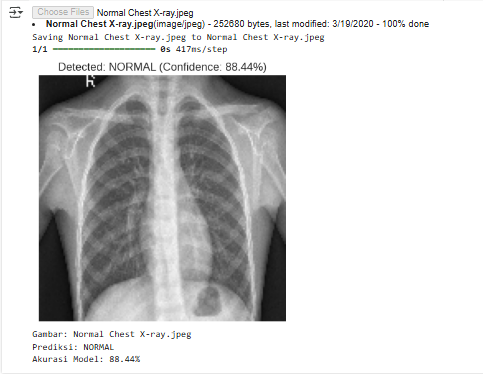 Choose Files Normal Chest X-ray.jpeg
• Normal Chest X-ray.jpeg(image/jpeg) - 252680 bytes, last modified: 3/19/2020 - 100% done
Saving Normal Chest X-ray.jpeg to Normal Chest X-ray.jpeg
1/1 ━━━━━━━━━━━━━━━━━━━━ 0s 417ms/step
Detected: NORMAL (Confidence: 88.44%)
R
Gambar: Normal Chest X-ray.jpeg
Prediksi: NORMAL
Akurasi Model: 88.44%